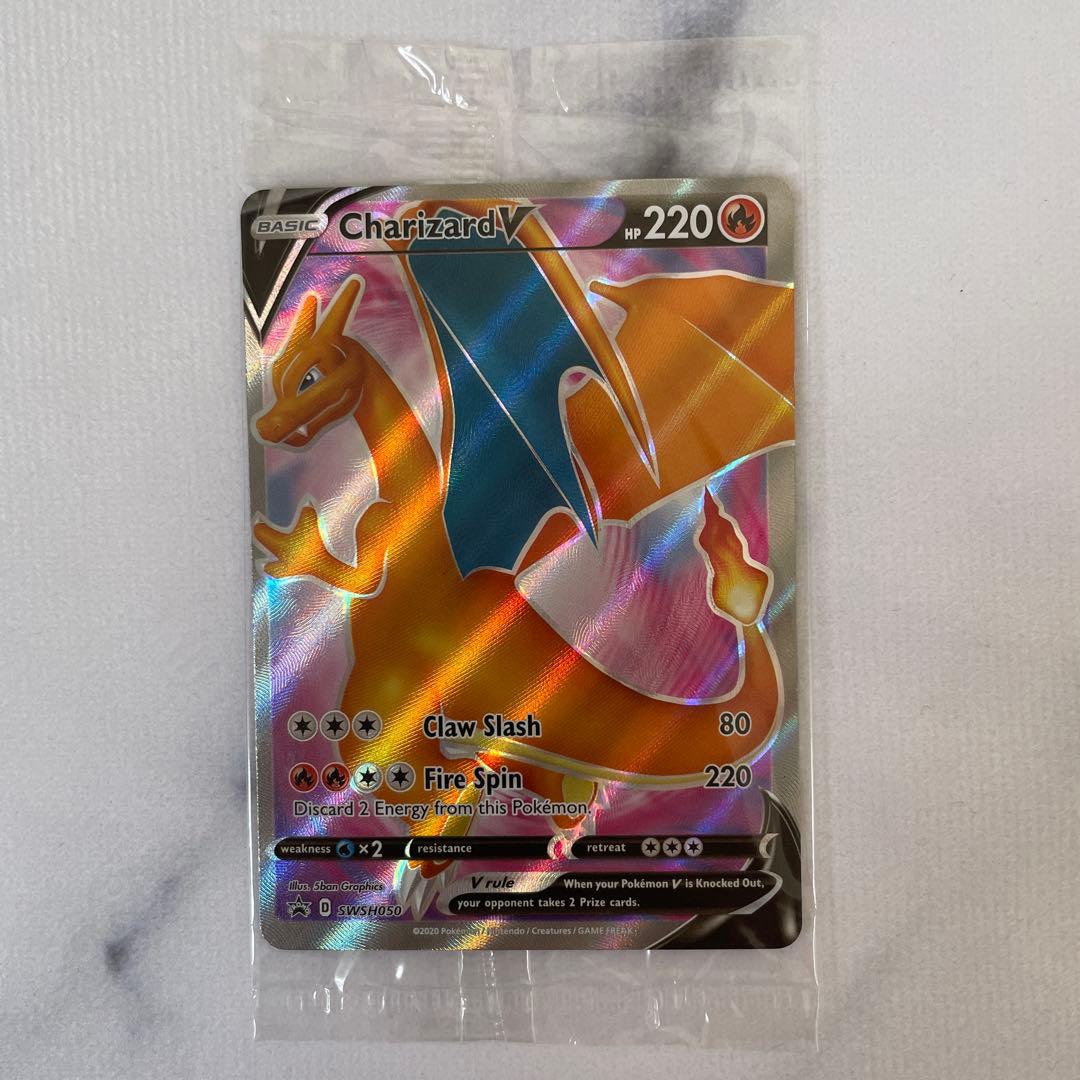 BASIC Charizard V HP 220
Claw Slash 80
Fire Spin 220
Discard 2 Energy from this Pokémon.
weakness ×2 resistance retreat
Illus. 5ban Graphics
V rule When your Pokémon V is Knocked Out,
your opponent takes 2 Prize cards.
D SWSH050
©2020 Pokémon / Nintendo / Creatures / GAME FREAK